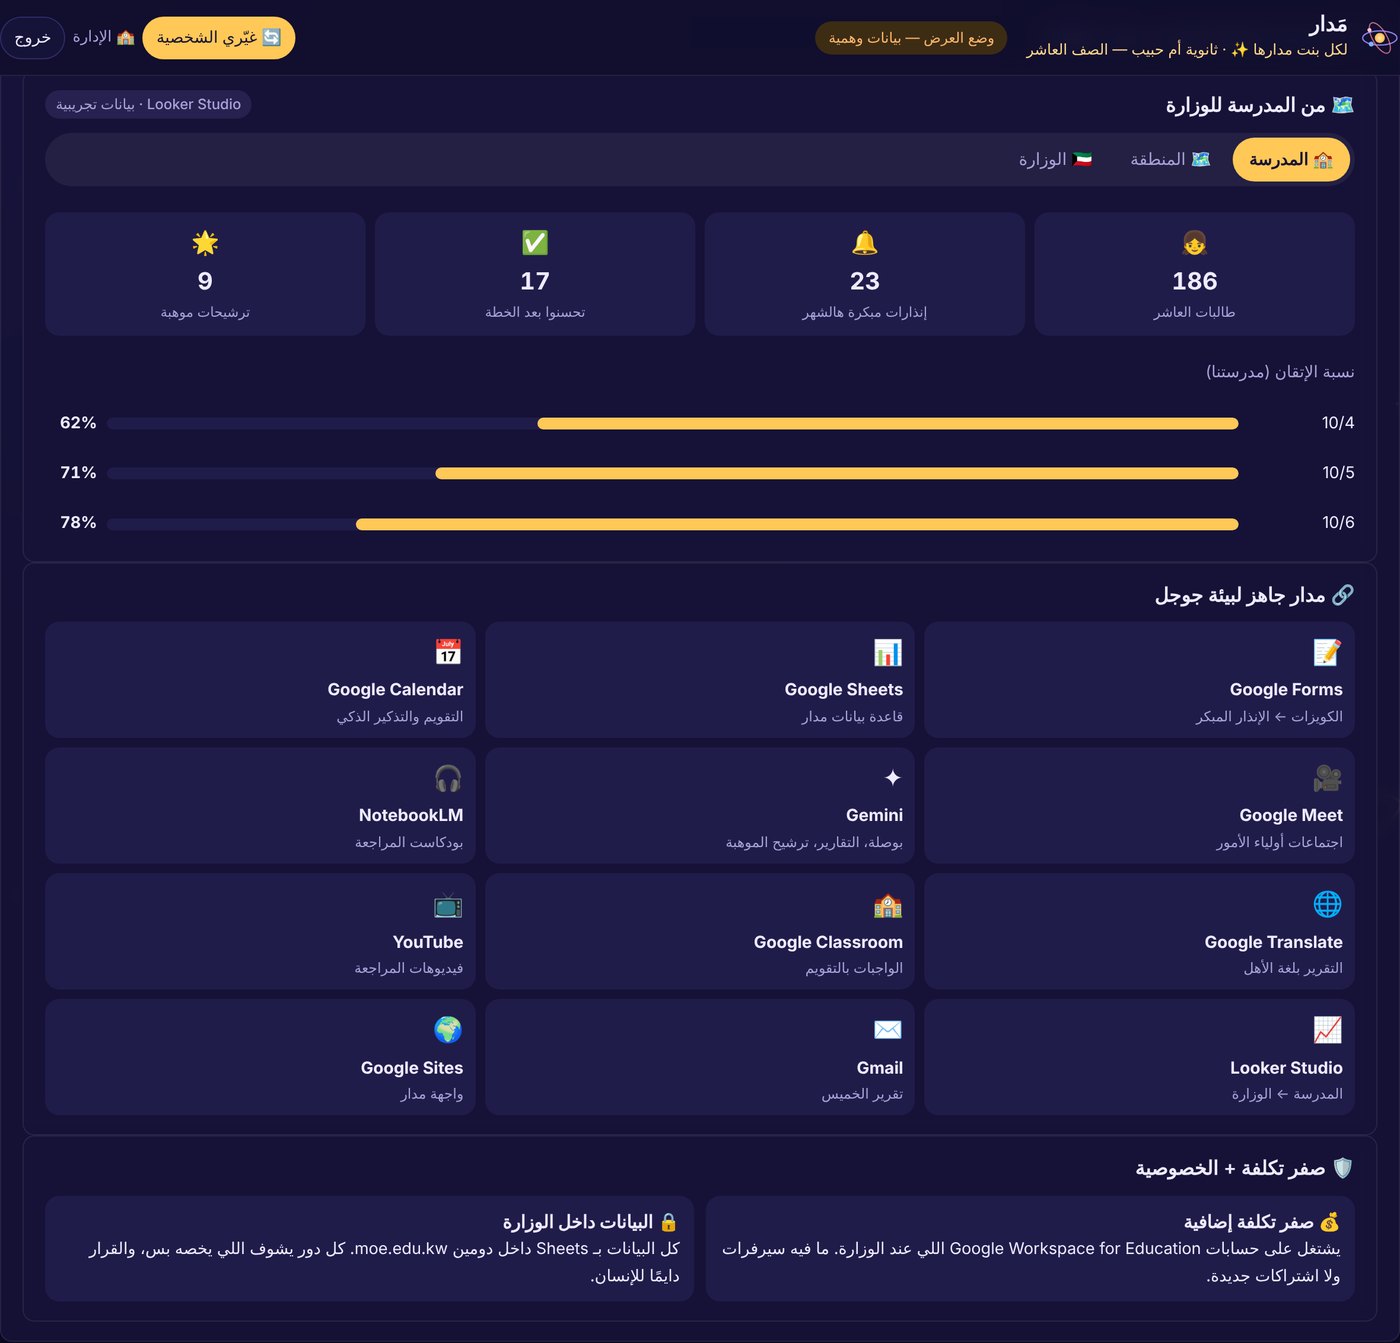 مَدار
لكل بنت مدارها ✨ · ثانوية أم حبيب — الصف العاشر
وضع العرض — بيانات وهمية
🔄 غيّري الشخصية
🏫 الإدارة
خروج
🗺️ من المدرسة للوزارة
Looker Studio · بيانات تجريبية
🏫 المدرسة
🗺️ المنطقة
🇰🇼 الوزارة
👧
186
طالبات العاشر
🔔
23
إنذارات مبكرة هالشهر
✅
17
تحسنوا بعد الخطة
🌟
9
ترشيحات موهبة
نسبة الإتقان (مدرستنا)
10/4 62%
10/5 71%
10/6 78%
🔗 مدار جاهز لبيئة جوجل
📝
Google Forms
الكويزات ← الإنذار المبكر
📊
Google Sheets
قاعدة بيانات مدار
📅
Google Calendar
التقويم والتذكير الذكي
🎥
Google Meet
اجتماعات أولياء الأمور
✦
Gemini
بوصلة، التقارير، ترشيح الموهبة
🎧
NotebookLM
بودكاست المراجعة
🌐
Google Translate
التقرير بلغة الأهل
🏫
Google Classroom
الواجبات بالتقويم
📺
YouTube
فيديوهات المراجعة
📈
Looker Studio
المدرسة ← الوزارة
✉️
Gmail
تقرير الخميس
🌍
Google Sites
واجهة مدار
🛡️ صفر تكلفة + الخصوصية
💰 صفر تكلفة إضافية
يشتغل على حسابات Google Workspace for Education اللي عند الوزارة. ما فيه سيرفرات
ولا اشتراكات جديدة.
🔒 البيانات داخل الوزارة
كل البيانات بـ Sheets داخل دومين moe.edu.kw. كل دور يشوف اللي يخصه بس، والقرار
دايمًا للإنسان.